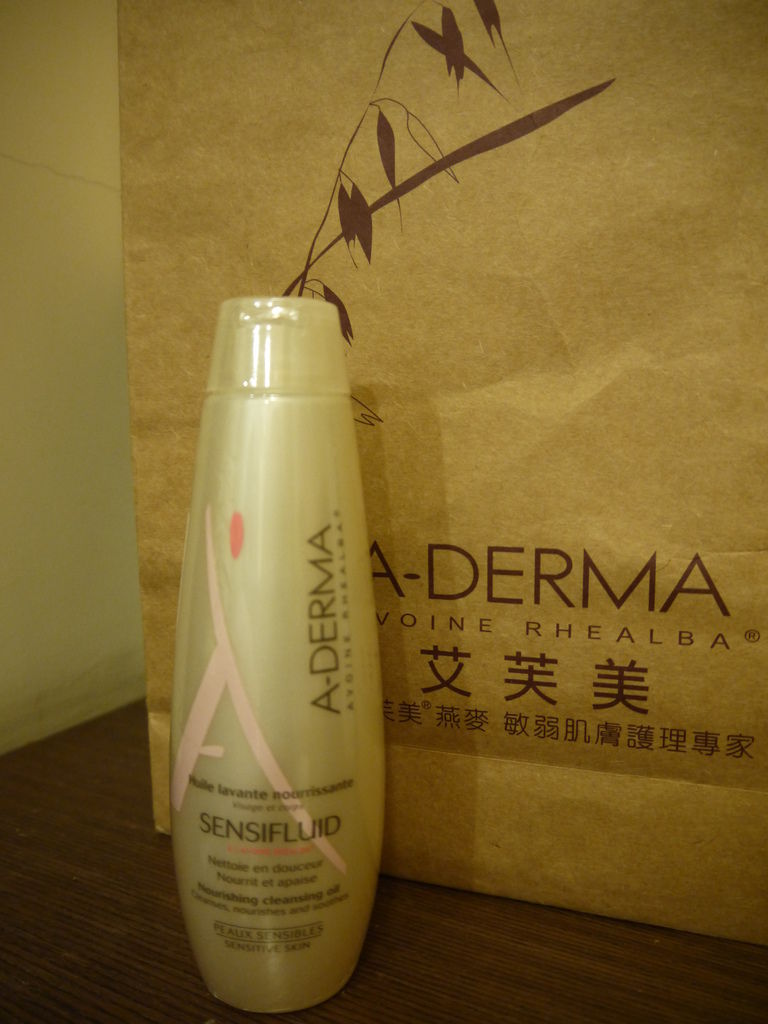 A-DERMA
AVOINE RHEALBA®
Huile lavante nourrissante
Visage et corps
SENSIFLUID
Nettoie en douceur
Nourrit et apaise
Nourishing cleansing oil
Cleanses, nourishes and soothes
PEAUX SENSIBLES
SENSITIVE SKIN
A-DERMA
VOINE RHEALBA®
艾芙美
芙美®燕麥 敏弱肌膚護理專家